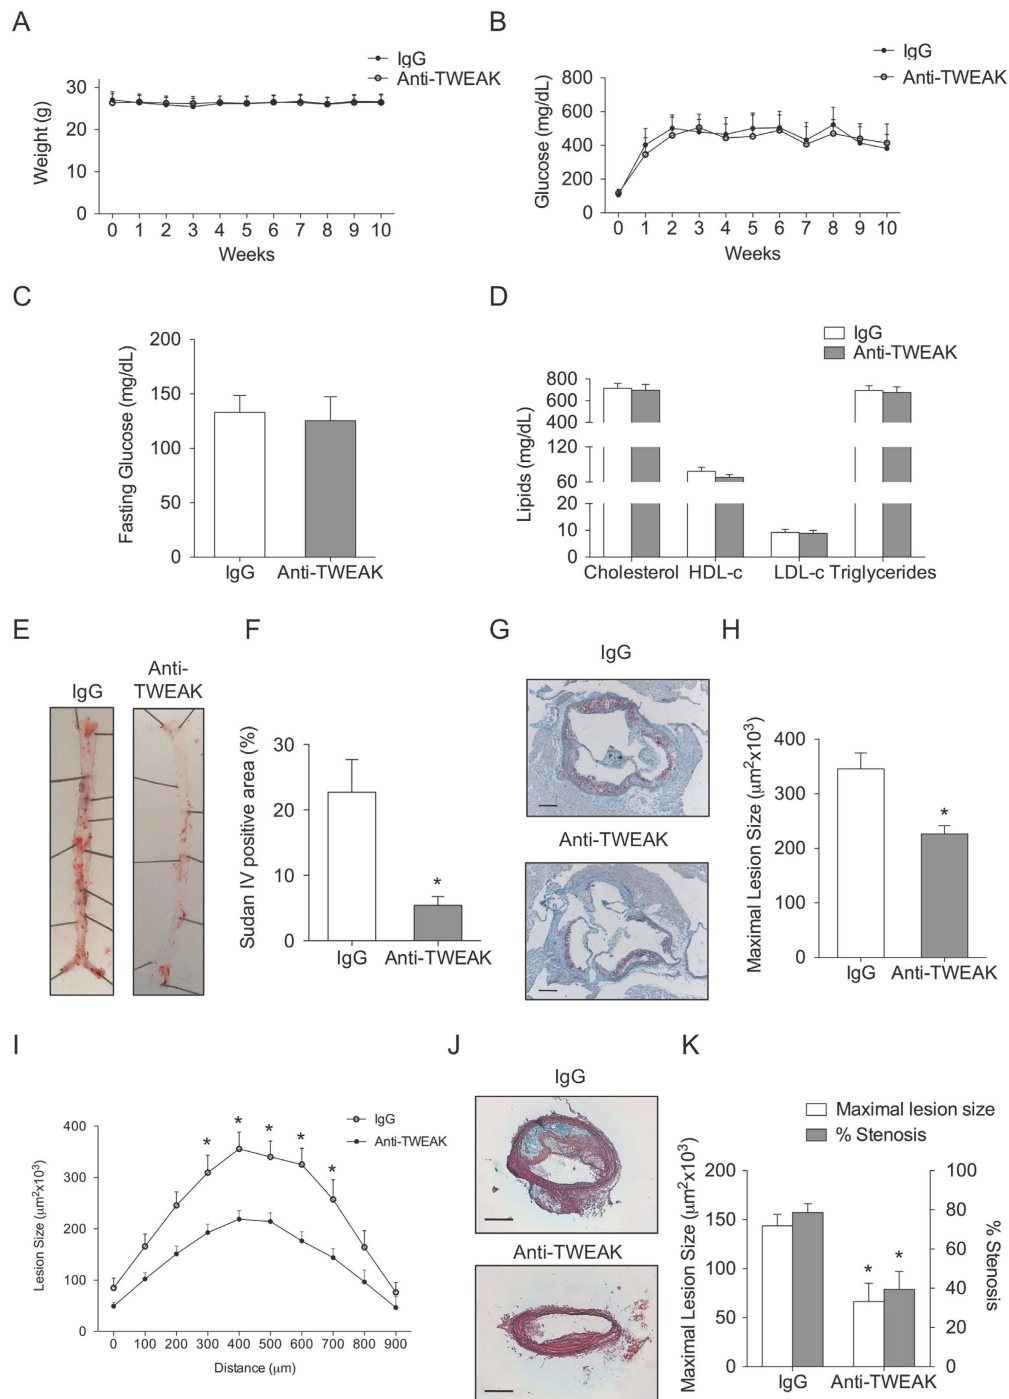 A
IgG
Anti-TWEAK
Weight (g)
30
20
10
0
0 1 2 3 4 5 6 7 8 9 10
Weeks
B
IgG
Anti-TWEAK
Glucose (mg/dL)
800
600
400
200
0
0 1 2 3 4 5 6 7 8 9 10
Weeks
C
Fasting Glucose (mg/dL)
200
150
100
50
0
IgG Anti-TWEAK
D
IgG
Anti-TWEAK
Lipids (mg/dL)
800
600
400
120
60
20
10
0
Cholesterol HDL-c LDL-c Triglycerides
E
IgG
Anti-
TWEAK
F
Sudan IV positive area (%)
30
20
10
0
*
IgG Anti-TWEAK
G
IgG
Anti-TWEAK
H
Maximal Lesion Size (μm²x10³)
400
300
200
100
0
*
IgG Anti-TWEAK
I
IgG
Anti-TWEAK
Lesion Size (μm²x10³)
400
300
200
100
0
* * * * *
0 100 200 300 400 500 600 700 800 900
Distance (μm)
J
IgG
Anti-TWEAK
K
Maximal lesion size
% Stenosis
Maximal Lesion Size (μm²x10³)
200
150
100
50
0
* *
IgG Anti-TWEAK
100
80
60
40
20
0
% Stenosis